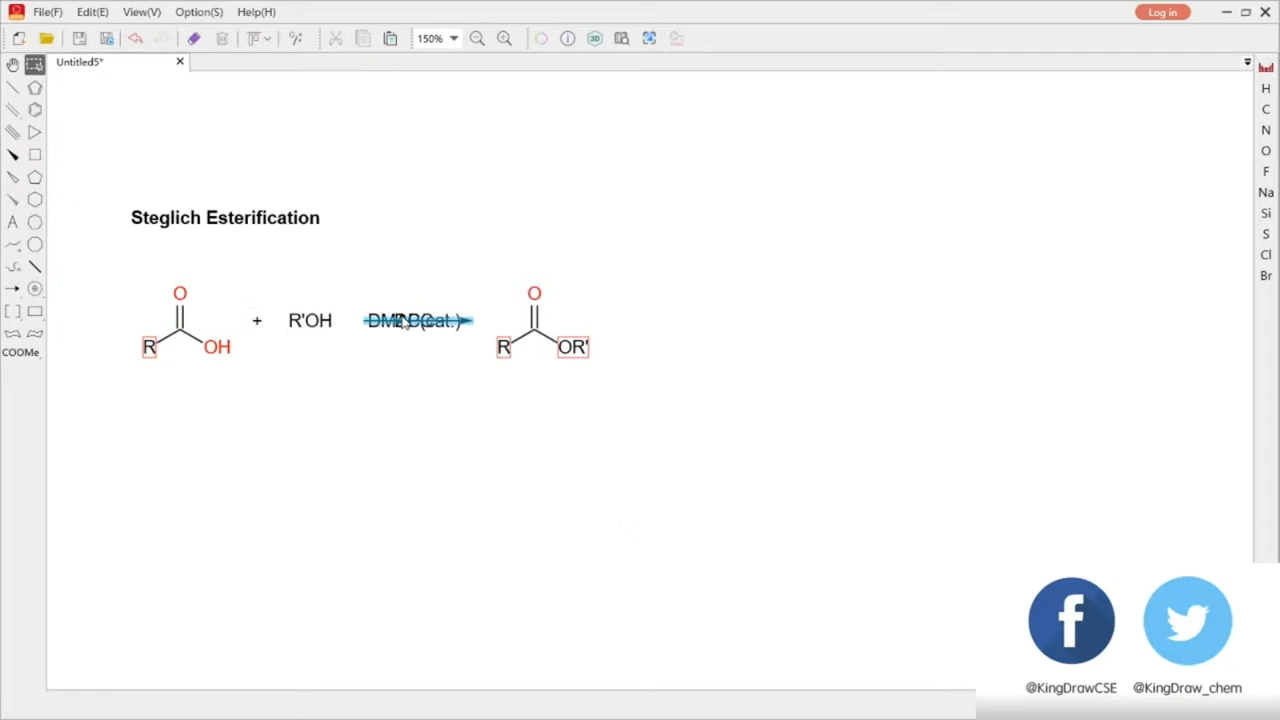 File(F) Edit(E) View(V) Option(S) Help(H) Log in
150%
Untitled5*
H
C
N
O
F
Na
Si
S
Cl
Br
A
COOMe
Steglich Esterification
O O
+ R'OH
R OH R OR'
f
@KingDrawCSE @KingDraw_chem